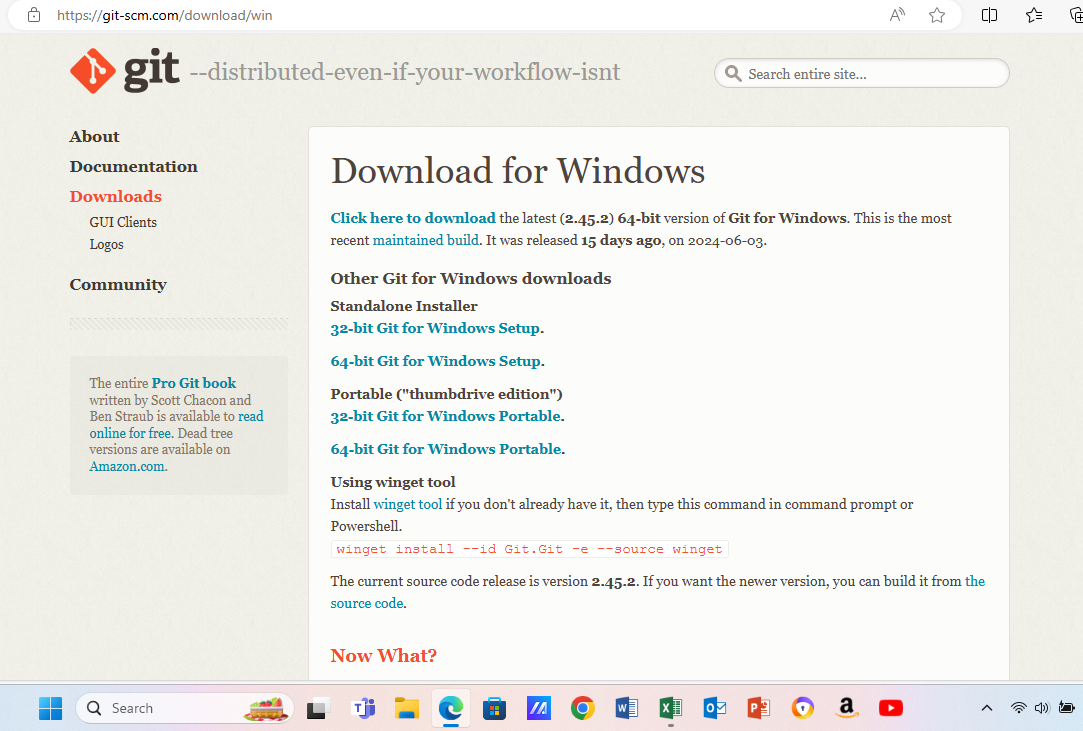 https://git-scm.com/download/win
git --distributed-even-if-your-workflow-isnt
Search entire site...
About
Documentation
Downloads
GUI Clients
Logos
Community
The entire Pro Git book
written by Scott Chacon and
Ben Straub is available to read
online for free. Dead tree
versions are available on
Amazon.com.
Download for Windows
Click here to download the latest (2.45.2) 64-bit version of Git for Windows. This is the most
recent maintained build. It was released 15 days ago, on 2024-06-03.
Other Git for Windows downloads
Standalone Installer
32-bit Git for Windows Setup.
64-bit Git for Windows Setup.
Portable ("thumbdrive edition")
32-bit Git for Windows Portable.
64-bit Git for Windows Portable.
Using winget tool
Install winget tool if you don't already have it, then type this command in command prompt or
Powershell.
winget install --id Git.Git -e --source winget
The current source code release is version 2.45.2. If you want the newer version, you can build it from the
source code.
Now What?
Search